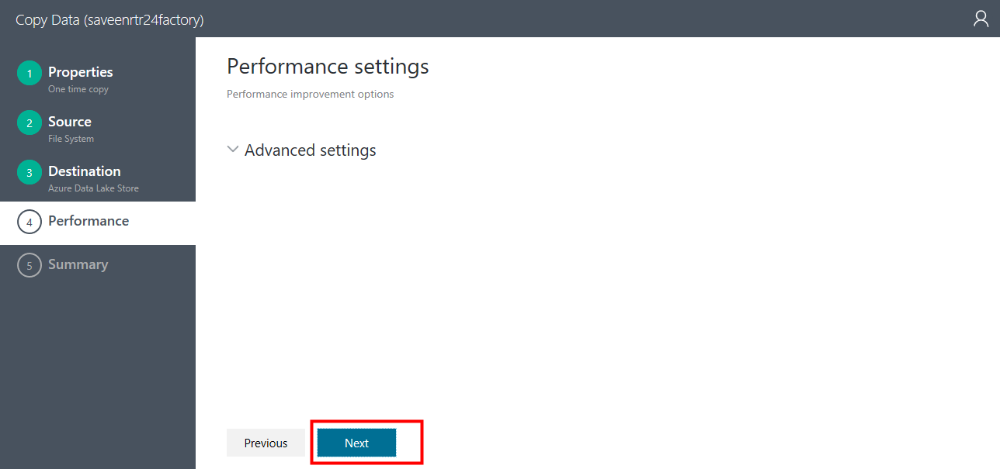 Copy Data (saveenrtr24factory)
1 Properties
One time copy
2 Source
File System
3 Destination
Azure Data Lake Store
4 Performance
5 Summary
Performance settings
Performance improvement options
Advanced settings
Previous
Next